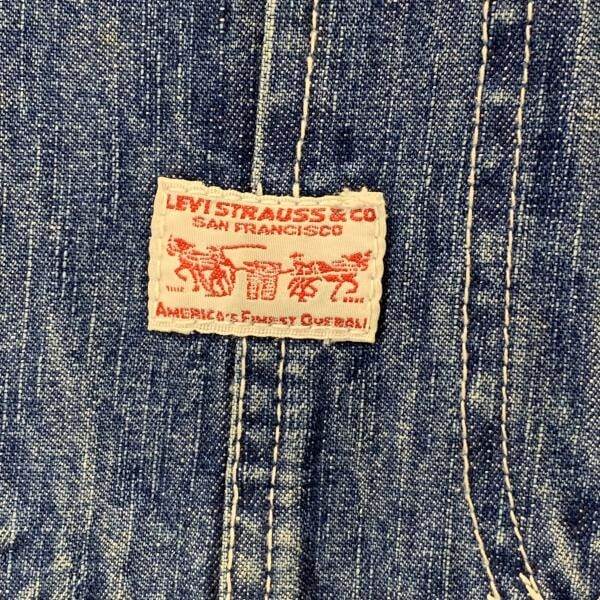 LEVI STRAUSS & CO
SAN FRANCISCO
AMERICA'S FINEST OVERALL